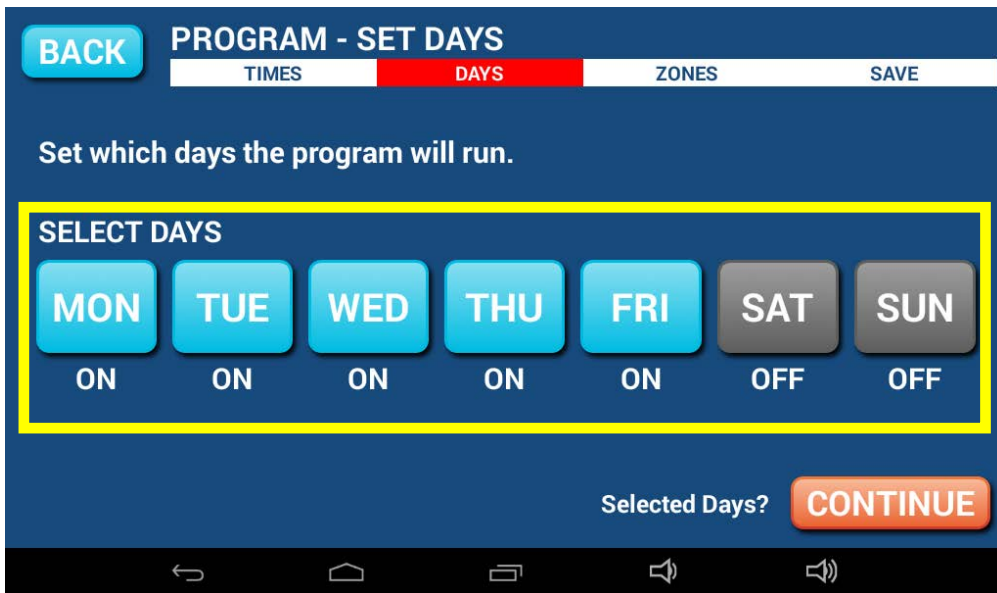 BACK
PROGRAM - SET DAYS
TIMES DAYS ZONES SAVE
Set which days the program will run.
SELECT DAYS
MON TUE WED THU FRI SAT SUN
ON ON ON ON ON OFF OFF
Selected Days? CONTINUE